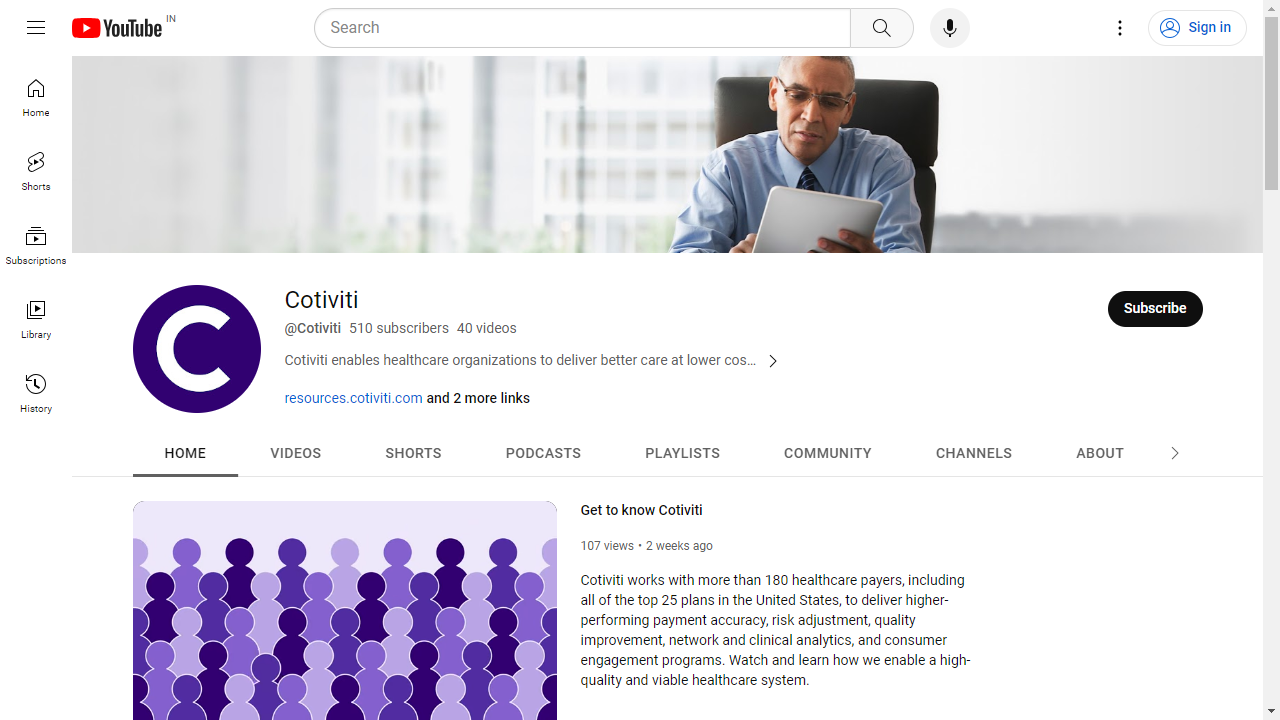 YouTube IN
Search
Sign in
Home
Shorts
Subscriptions
Library
History
Cotiviti
@Cotiviti 510 subscribers 40 videos
Cotiviti enables healthcare organizations to deliver better care at lower cos...
resources.cotiviti.com and 2 more links
Subscribe
HOME VIDEOS SHORTS PODCASTS PLAYLISTS COMMUNITY CHANNELS ABOUT
Get to know Cotiviti
107 views • 2 weeks ago
Cotiviti works with more than 180 healthcare payers, including
all of the top 25 plans in the United States, to deliver higher-
performing payment accuracy, risk adjustment, quality
improvement, network and clinical analytics, and consumer
engagement programs. Watch and learn how we enable a high-
quality and viable healthcare system.